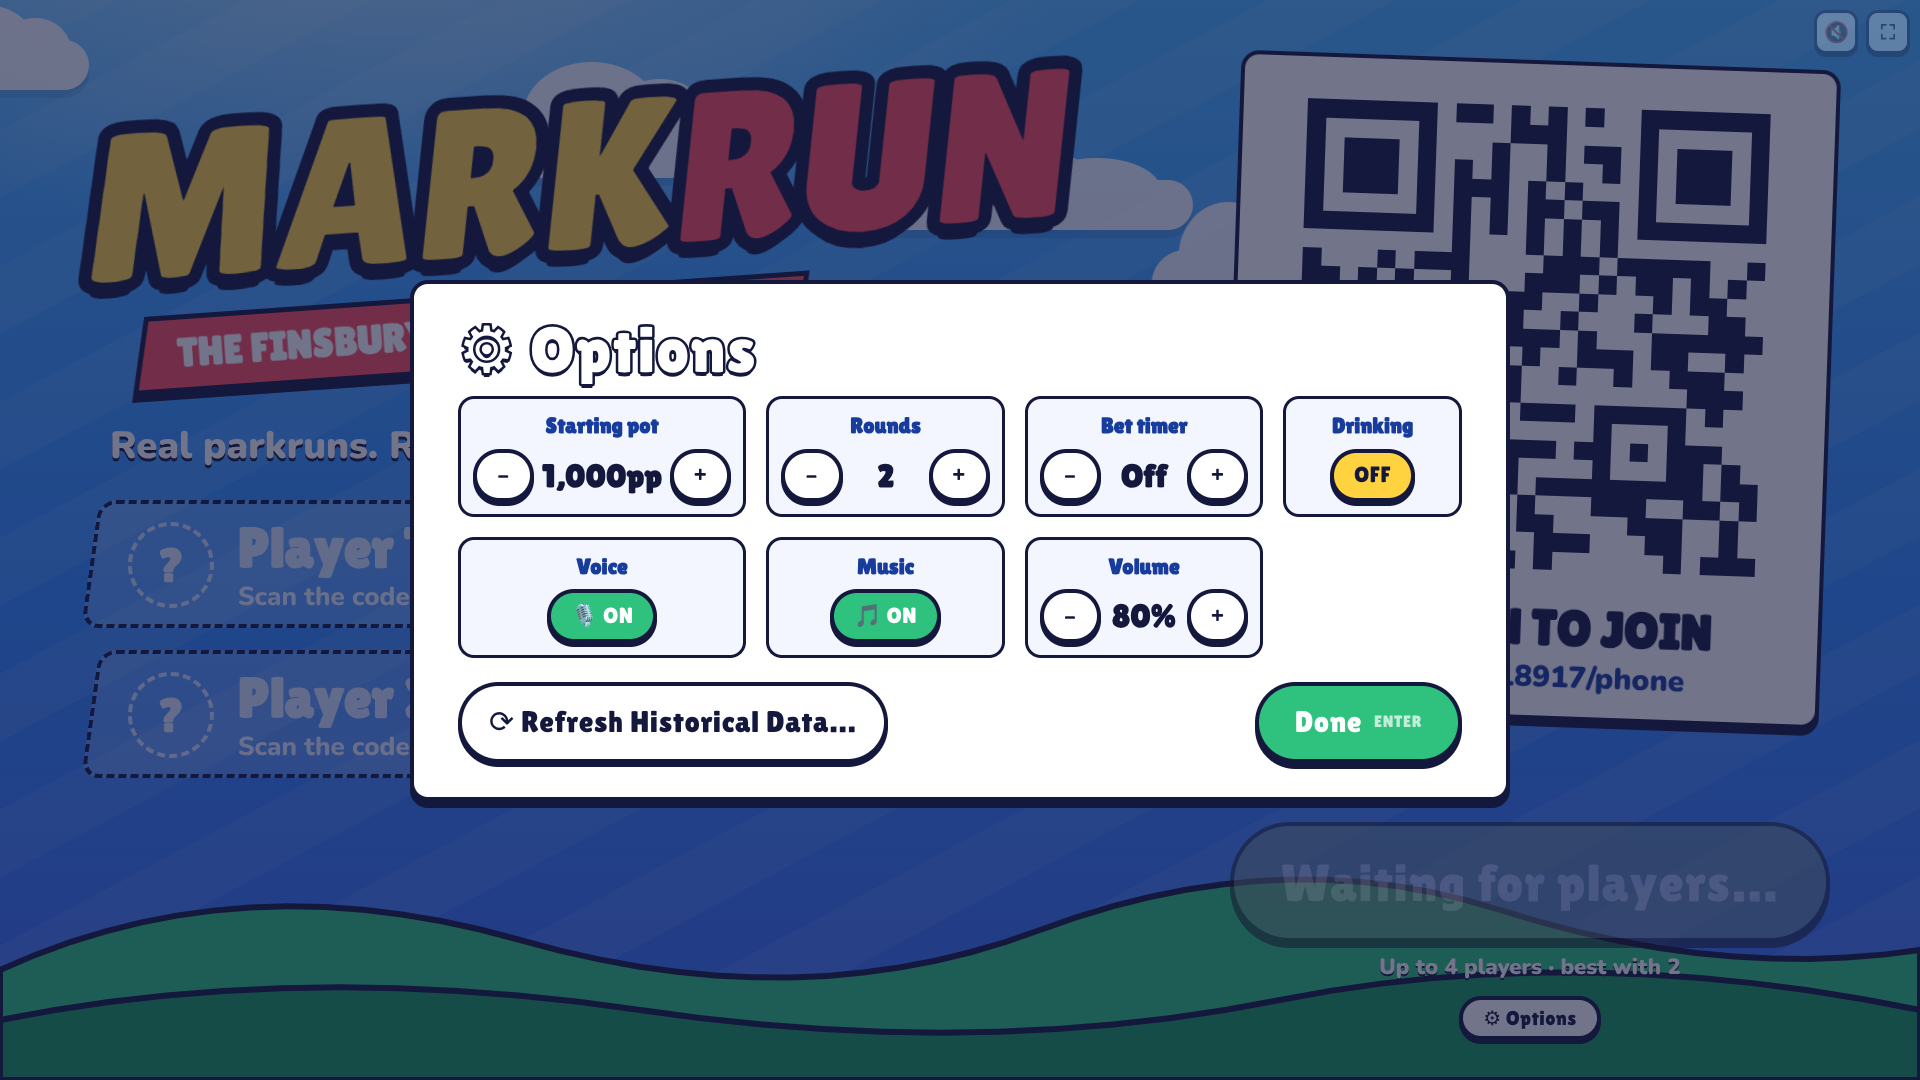 MARKRUN
THE FINSBURY
Real parkruns. R
Player
Scan the code
Player
Scan the code
⚙ Options
Starting pot
– 1,000pp +
Rounds
– 2 +
Bet timer
– Off +
Drinking
OFF
Voice
🎙️ ON
Music
🎵 ON
Volume
– 80% +
⟳ Refresh Historical Data...
Done ENTER
TO JOIN
8917/phone
Waiting for players...
Up to 4 players · best with 2
⚙ Options